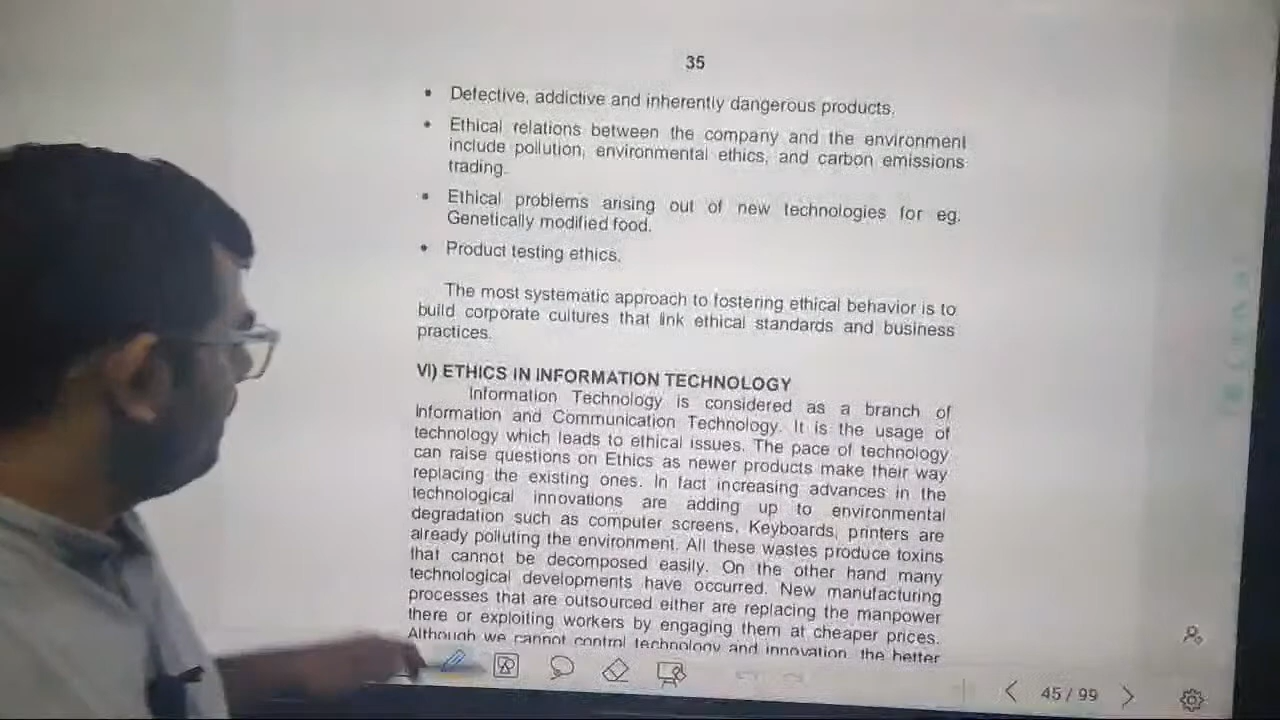 35
• Defective, addictive and inherently dangerous products.
• Ethical relations between the company and the environment
include pollution, environmental ethics, and carbon emissions
trading.
• Ethical problems arising out of new technologies for eg.
Genetically modified food.
• Product testing ethics.
The most systematic approach to fostering ethical behavior is to
build corporate cultures that link ethical standards and business
practices.
VI) ETHICS IN INFORMATION TECHNOLOGY
Information Technology is considered as a branch of
Information and Communication Technology. It is the usage of
technology which leads to ethical issues. The pace of technology
can raise questions on Ethics as newer products make their way
replacing the existing ones. In fact increasing advances in the
technological innovations are adding up to environmental
degradation such as computer screens. Keyboards, printers are
already polluting the environment. All these wastes produce toxins
that cannot be decomposed easily. On the other hand many
technological developments have occurred. New manufacturing
processes that are outsourced either are replacing the manpower
there or exploiting workers by engaging them at cheaper prices.
Although we cannot control technology and innovation, the better
45 / 99